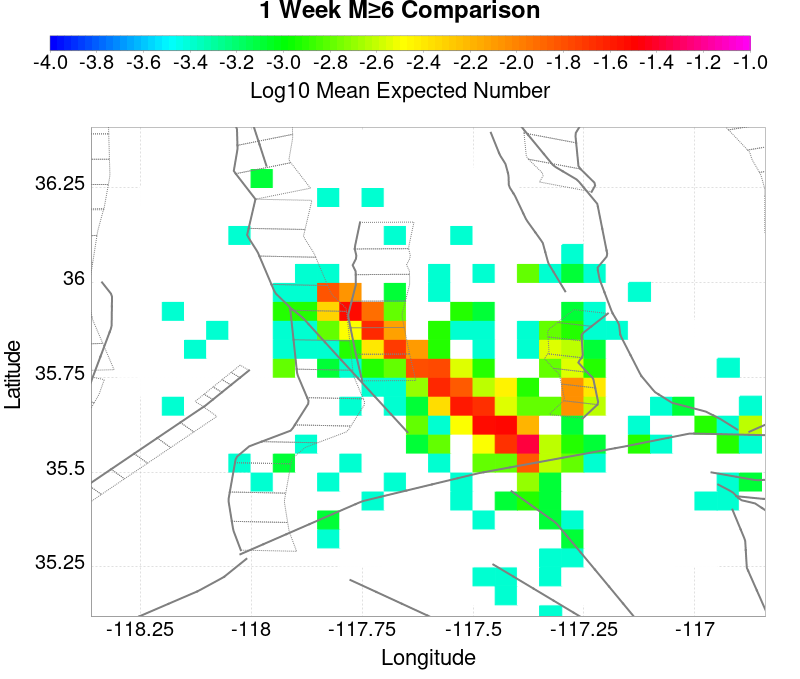 1 Week M≥6 Comparison
-4.0 -3.8 -3.6 -3.4 -3.2 -3.0 -2.8 -2.6 -2.4 -2.2 -2.0 -1.8 -1.6 -1.4 -1.2 -1.0
Log10 Mean Expected Number
36.25
36
35.75
35.5
35.25
Latitude
-118.25 -118 -117.75 -117.5 -117.25 -117
Longitude